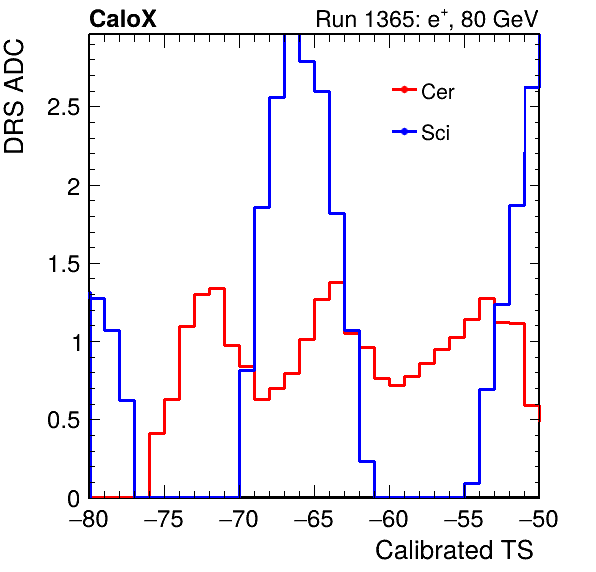 CaloX Run 1365: e⁺, 80 GeV
DRS ADC
Cer
Sci
2.5
2
1.5
1
0.5
0
−80 −75 −70 −65 −60 −55 −50
Calibrated TS